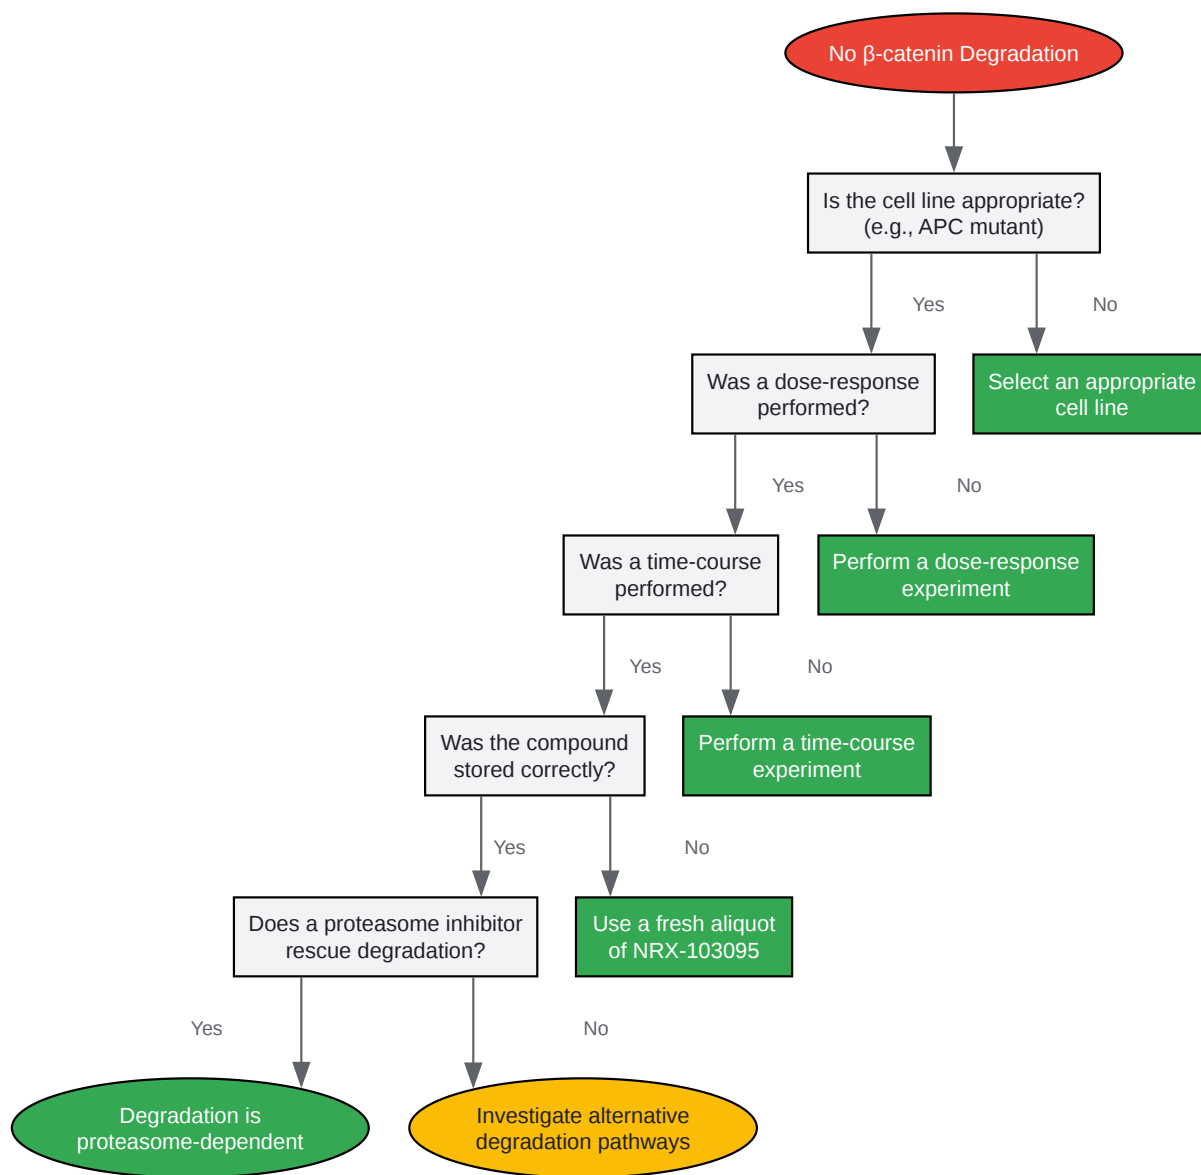 No β-catenin Degradation
Is the cell line appropriate?
(e.g., APC mutant)
Yes
No
Was a dose-response
performed?
Select an appropriate
cell line
Yes
No
Was a time-course
performed?
Perform a dose-response
experiment
Yes
No
Was the compound
stored correctly?
Perform a time-course
experiment
Yes
No
Does a proteasome inhibitor
rescue degradation?
Use a fresh aliquot
of NRX-103095
Yes
No
Degradation is
proteasome-dependent
Investigate alternative
degradation pathways